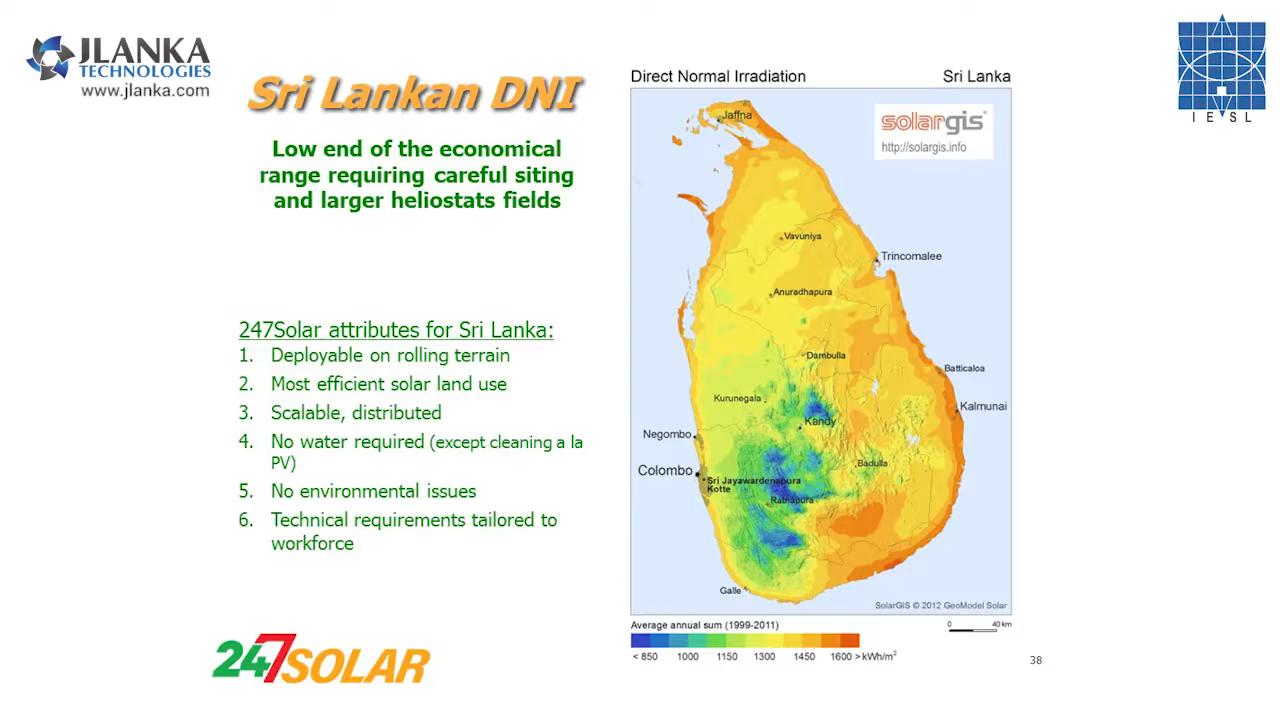 JLANKA
TECHNOLOGIES
www.jlanka.com
Sri Lankan DNI
Low end of the economical
range requiring careful siting
and larger heliostats fields
247Solar attributes for Sri Lanka:
1. Deployable on rolling terrain
2. Most efficient solar land use
3. Scalable, distributed
4. No water required (except cleaning a la
PV)
5. No environmental issues
6. Technical requirements tailored to
workforce
247SOLAR
Direct Normal Irradiation Sri Lanka
solargis®
http://solargis.info
Jaffna
Vavuniya
Trincomalee
Anuradhapura
Dambulla
Batticaloa
Kurunegala
Kalmunai
Kandy
Negombo
Badulla
Colombo
Sri Jayawardenapura
Kotte
Ratnapura
Galle
SolarGIS © 2012 GeoModel Solar
Average annual sum (1999-2011)
0 40 km
< 850 1000 1150 1300 1450 1600 > kWh/m²
38
I E S L